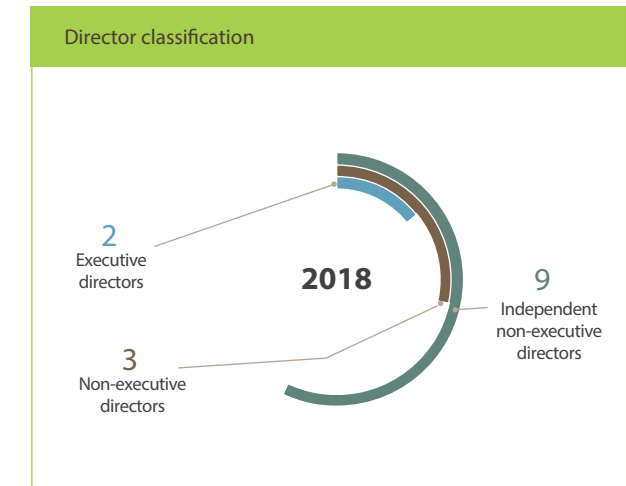 Director classification
2
Executive
directors
2018
9
Independent
non-executive
directors
3
Non-executive
directors